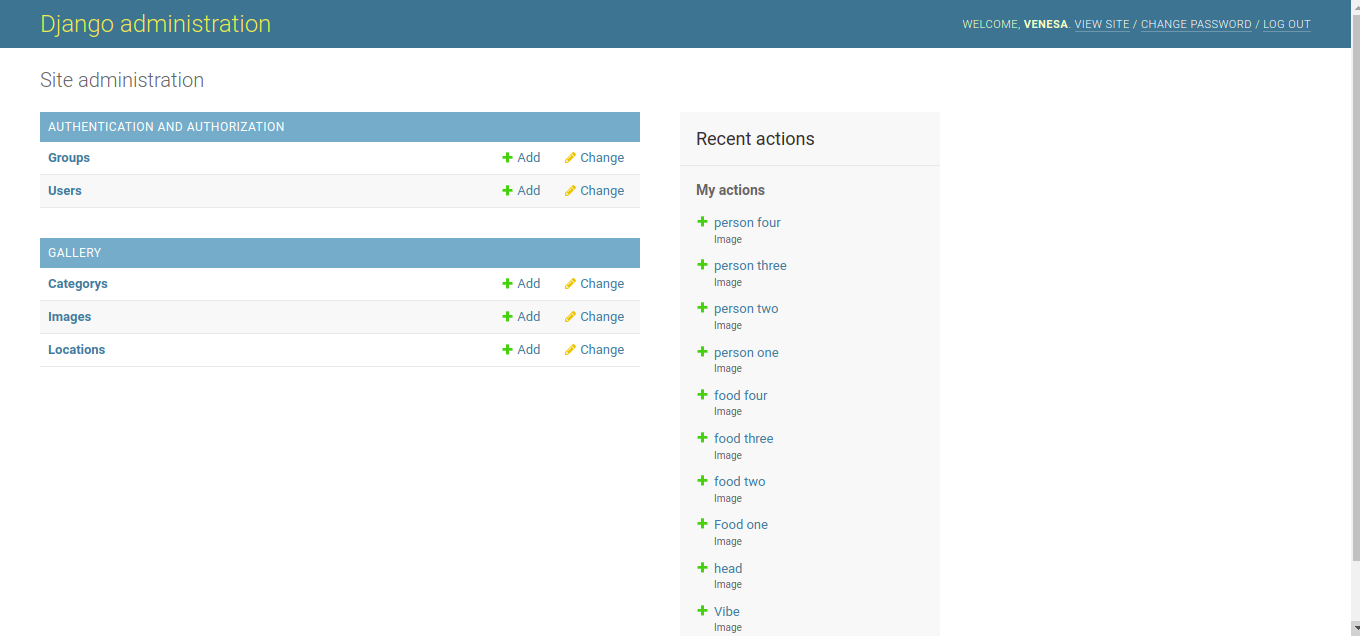 Django administration
WELCOME, VENESA. VIEW SITE / CHANGE PASSWORD / LOG OUT
Site administration
AUTHENTICATION AND AUTHORIZATION
Groups Add Change
Users Add Change
GALLERY
Categorys Add Change
Images Add Change
Locations Add Change
Recent actions
My actions
person four
Image
person three
Image
person two
Image
person one
Image
food four
Image
food three
Image
food two
Image
Food one
Image
head
Image
Vibe
Image